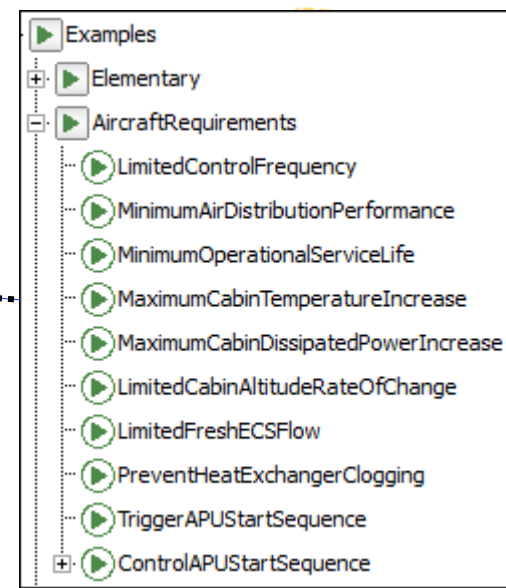 Examples
Elementary
AircraftRequirements
LimitedControlFrequency
MinimumAirDistributionPerformance
MinimumOperationalServiceLife
MaximumCabinTemperatureIncrease
MaximumCabinDissipatedPowerIncrease
LimitedCabinAltitudeRateOfChange
LimitedFreshECSFlow
PreventHeatExchangerClogging
TriggerAPUStartSequence
ControlAPUStartSequence